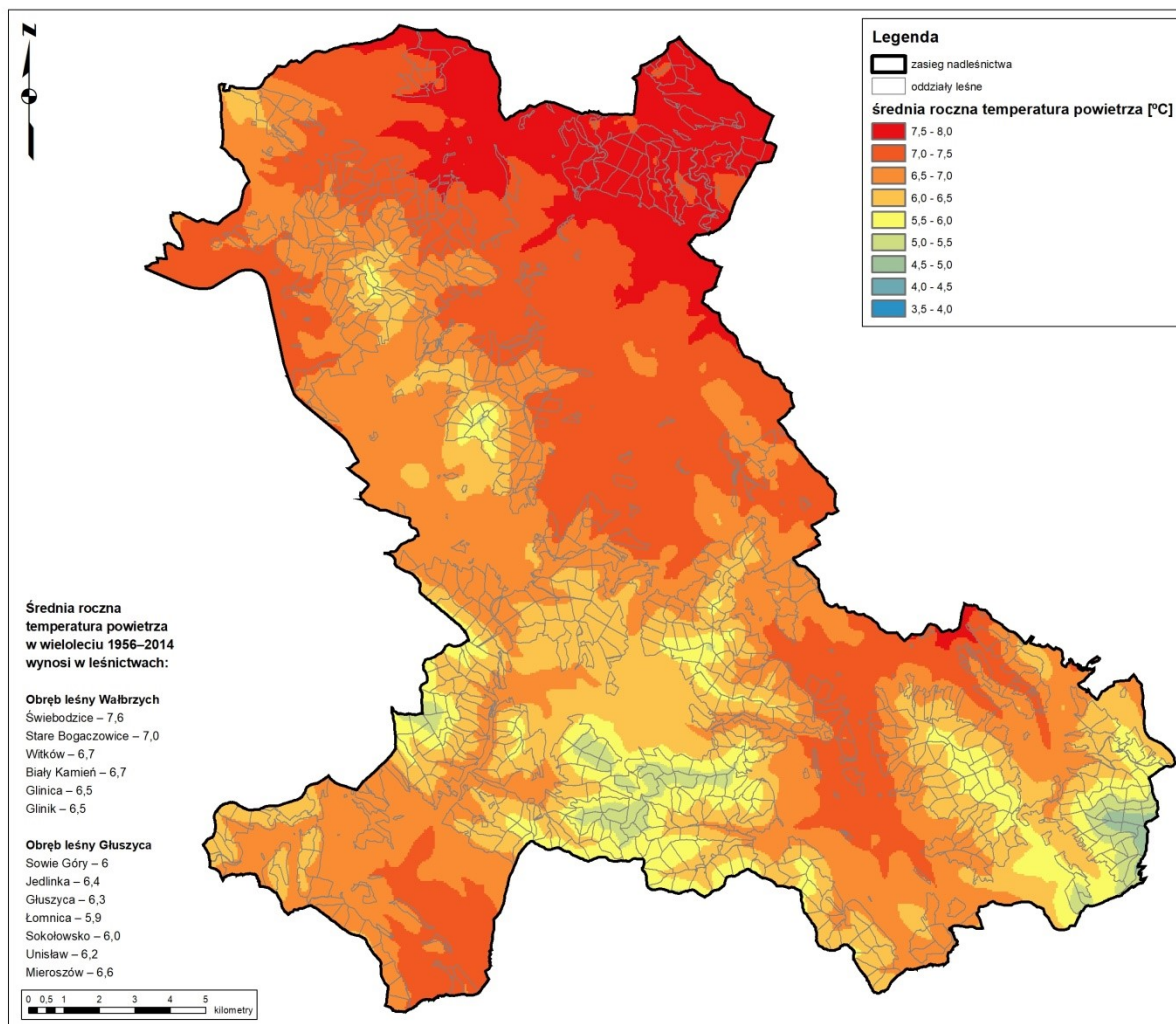 Z
Legenda
zasięg nadleśnictwa
oddziały leśne
średnia roczna temperatura powietrza [ºC]
7,5 - 8,0
7,0 - 7,5
6,5 - 7,0
6,0 - 6,5
5,5 - 6,0
5,0 - 5,5
4,5 - 5,0
4,0 - 4,5
3,5 - 4,0
Średnia roczna
temperatura powietrza
w wieloleciu 1956–2014
wynosi w leśnictwach:
Obręb leśny Wałbrzych
Świebodzice – 7,6
Stare Bogaczowice – 7,0
Witków – 6,7
Biały Kamień – 6,7
Glinica – 6,5
Glinik – 6,5
Obręb leśny Głuszyca
Sowie Góry – 6
Jedlinka – 6,4
Głuszyca – 6,3
Łomnica – 5,9
Sokołowsko – 6,0
Unisław – 6,2
Mieroszów – 6,6
0 0,5 1 2 3 4 5
kilometry